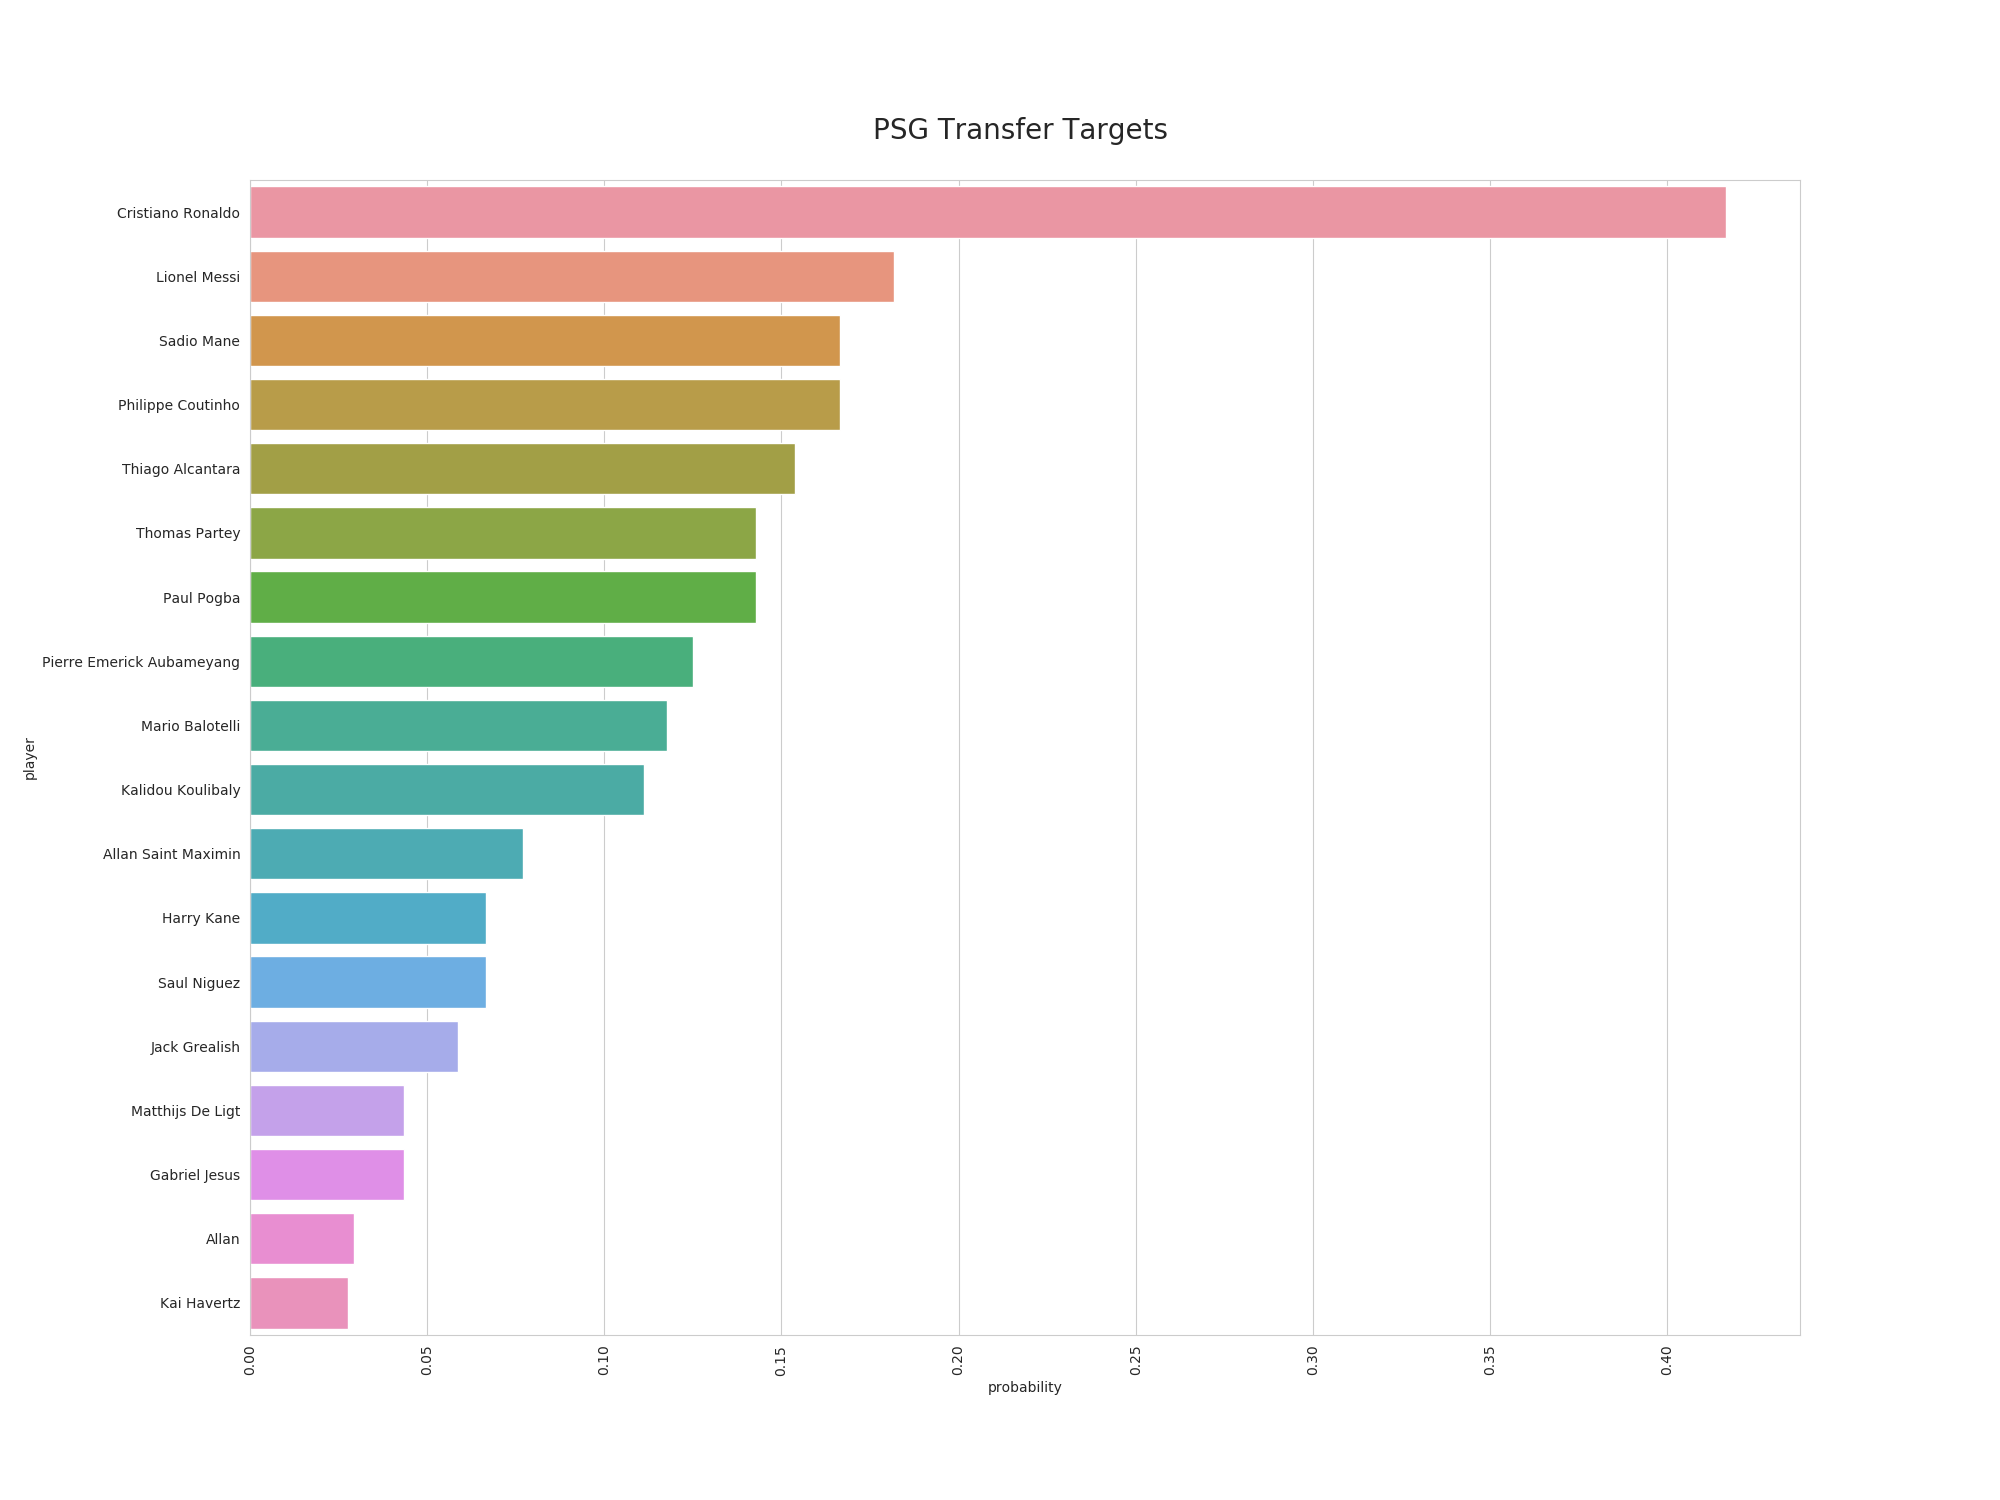 PSG Transfer Targets
Cristiano Ronaldo
Lionel Messi
Sadio Mane
Philippe Coutinho
Thiago Alcantara
Thomas Partey
Paul Pogba
Pierre Emerick Aubameyang
Mario Balotelli
Kalidou Koulibaly
Allan Saint Maximin
Harry Kane
Saul Niguez
Jack Grealish
Matthijs De Ligt
Gabriel Jesus
Allan
Kai Havertz
player
0.00 0.05 0.10 0.15 0.20 0.25 0.30 0.35 0.40
probability